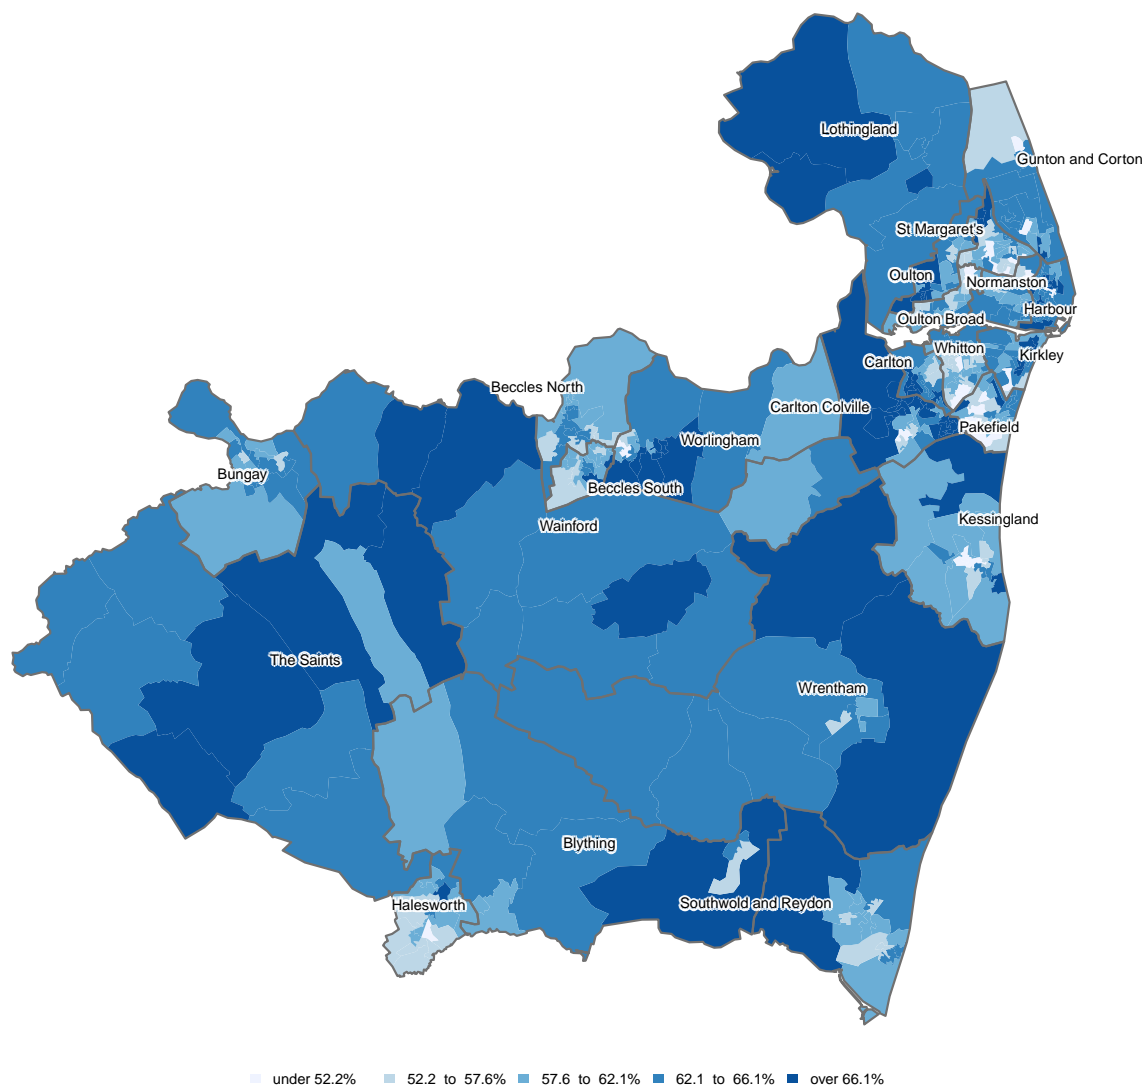 Lothingland
Gunton and Corton
St Margaret's
Oulton
Normanston
Harbour
Oulton Broad
Whitton
Kirkley
Carlton
Beccles North
Carlton Colville
Pakefield
Worlingham
Bungay
Beccles South
Kessingland
Wainford
The Saints
Wrentham
Blything
Southwold and Reydon
Halesworth
under 52.2% 52.2 to 57.6% 57.6 to 62.1% 62.1 to 66.1% over 66.1%